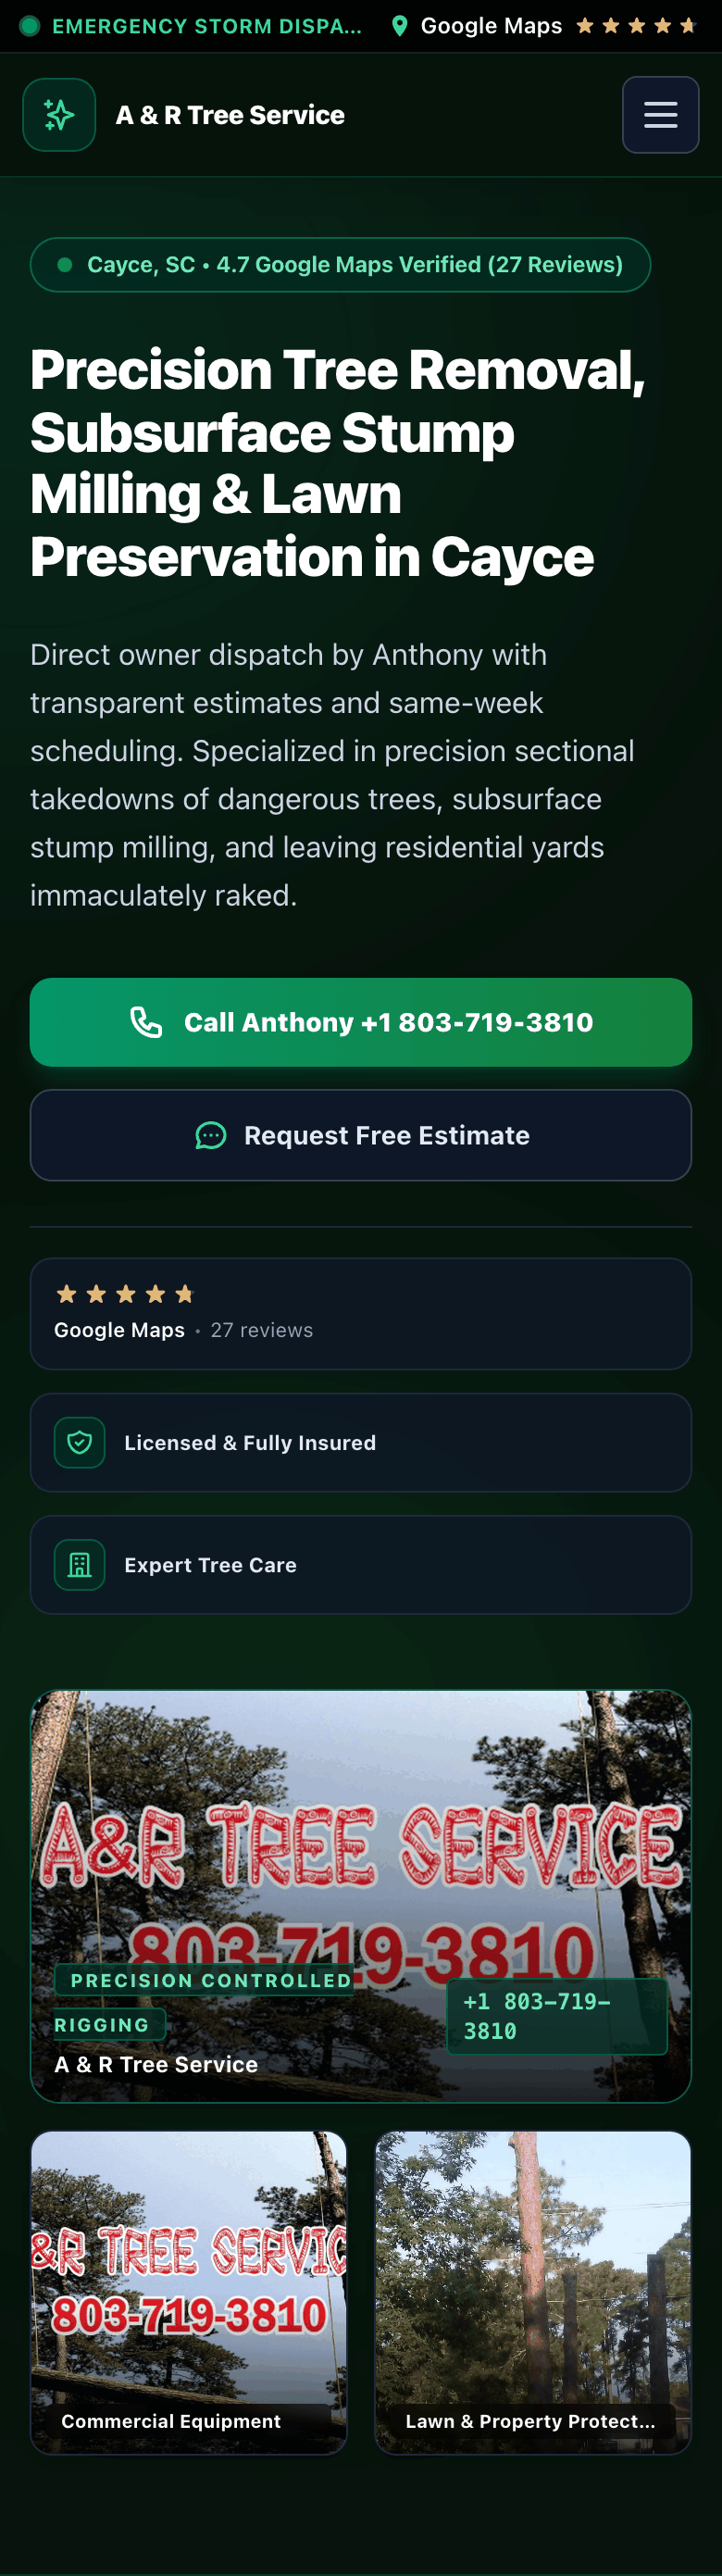 EMERGENCY STORM DISPA... Google Maps
A & R Tree Service
Cayce, SC • 4.7 Google Maps Verified (27 Reviews)
Precision Tree Removal,
Subsurface Stump
Milling & Lawn
Preservation in Cayce
Direct owner dispatch by Anthony with
transparent estimates and same-week
scheduling. Specialized in precision sectional
takedowns of dangerous trees, subsurface
stump milling, and leaving residential yards
immaculately raked.
Call Anthony +1 803-719-3810
Request Free Estimate
Google Maps • 27 reviews
Licensed & Fully Insured
Expert Tree Care
A&R TREE SERVICE
803-719-3810
PRECISION CONTROLLED
RIGGING
+1 803-719-
3810
A & R Tree Service
&R TREE SERVIC
803-719-3810
Commercial Equipment
Lawn & Property Protect...